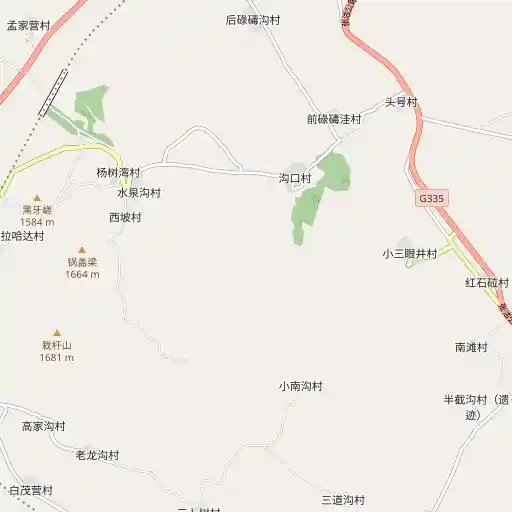 后碌碡沟村
孟家营村
头号村
前碌碡洼村
杨树湾村
沟口村
水泉沟村
G335
黑牙嵯
1584 m
西坡村
拉哈达村
小三眼井村
锅盖梁
1664 m
红石砬村
栽杆山
1681 m
南滩村
小南沟村
半截沟村（遗
迹）
高家沟村
老龙沟村
白茂营村
三道沟村